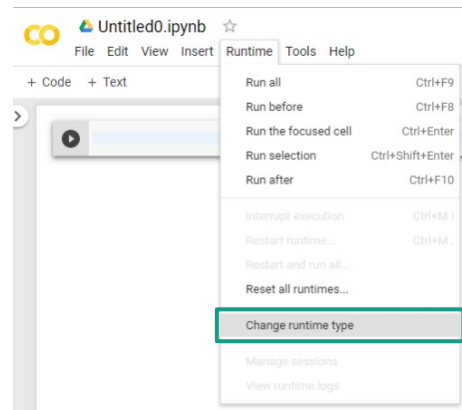 CO Untitled0.ipynb
File Edit View Insert Runtime Tools Help
+ Code + Text
Run all Ctrl+F9
Run before Ctrl+F8
Run the focused cell Ctrl+Enter
Run selection Ctrl+Shift+Enter
Run after Ctrl+F10
Interrupt execution Ctrl+M I
Restart runtime... Ctrl+M .
Restart and run all...
Reset all runtimes...
Change runtime type
Manage sessions
View runtime logs